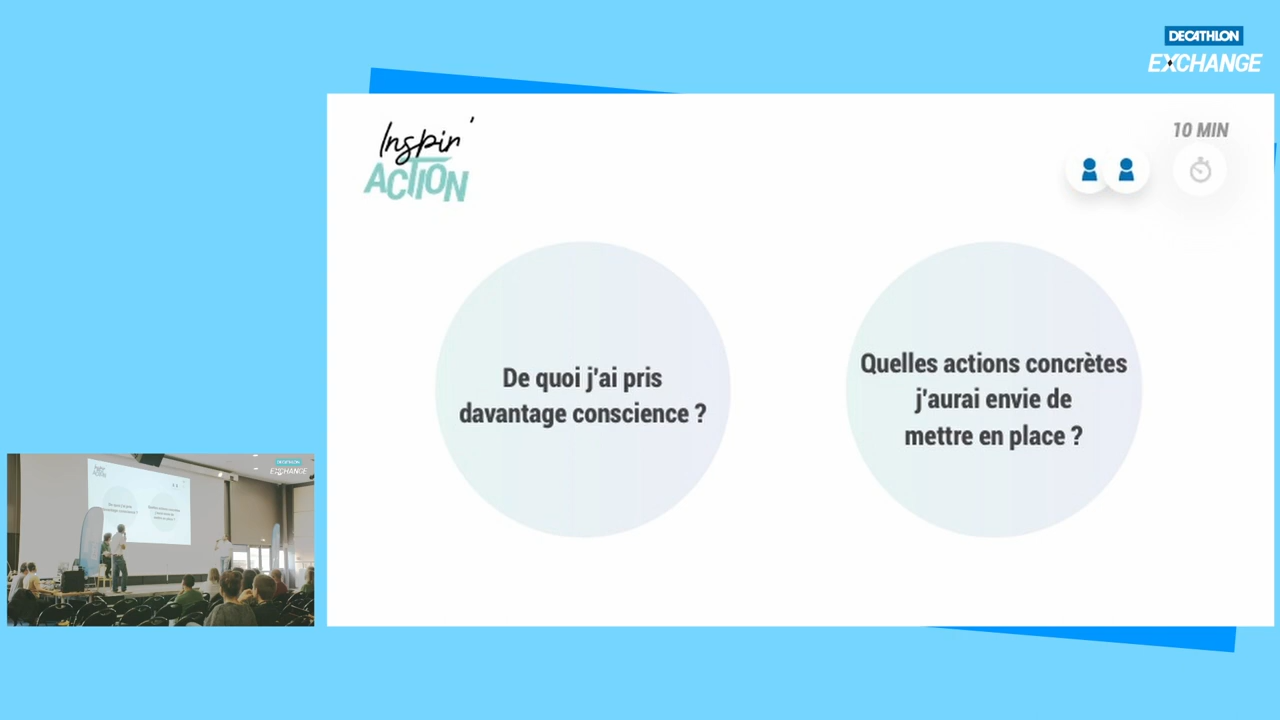 DECATHLON
EXCHANGE
Inspin'
ACTION
10 MIN
De quoi j'ai pris
davantage conscience ?
Quelles actions concrètes
j'aurai envie de
mettre en place ?